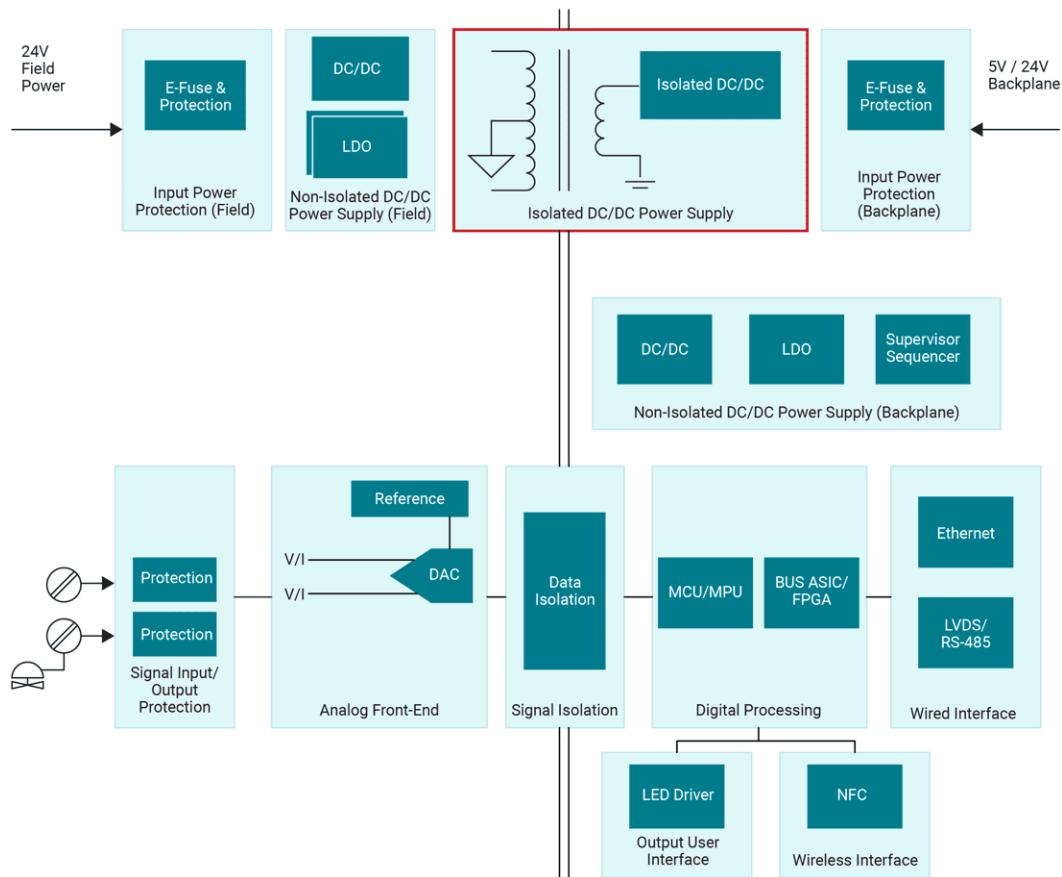 24V
Field
Power
E-Fuse &
Protection
Input Power
Protection (Field)
DC/DC
LDO
Non-Isolated DC/DC
Power Supply (Field)
Isolated DC/DC
Isolated DC/DC Power Supply
E-Fuse &
Protection
Input Power
Protection
(Backplane)
5V / 24V
Backplane
DC/DC
LDO
Supervisor
Sequencer
Non-Isolated DC/DC Power Supply (Backplane)
Protection
Protection
Signal Input/
Output
Protection
Reference
V/I
V/I
DAC
Analog Front-End
Data
Isolation
Signal Isolation
MCU/MPU
BUS ASIC/
FPGA
Digital Processing
Ethernet
LVDS/
RS-485
Wired Interface
LED Driver
Output User
Interface
NFC
Wireless Interface